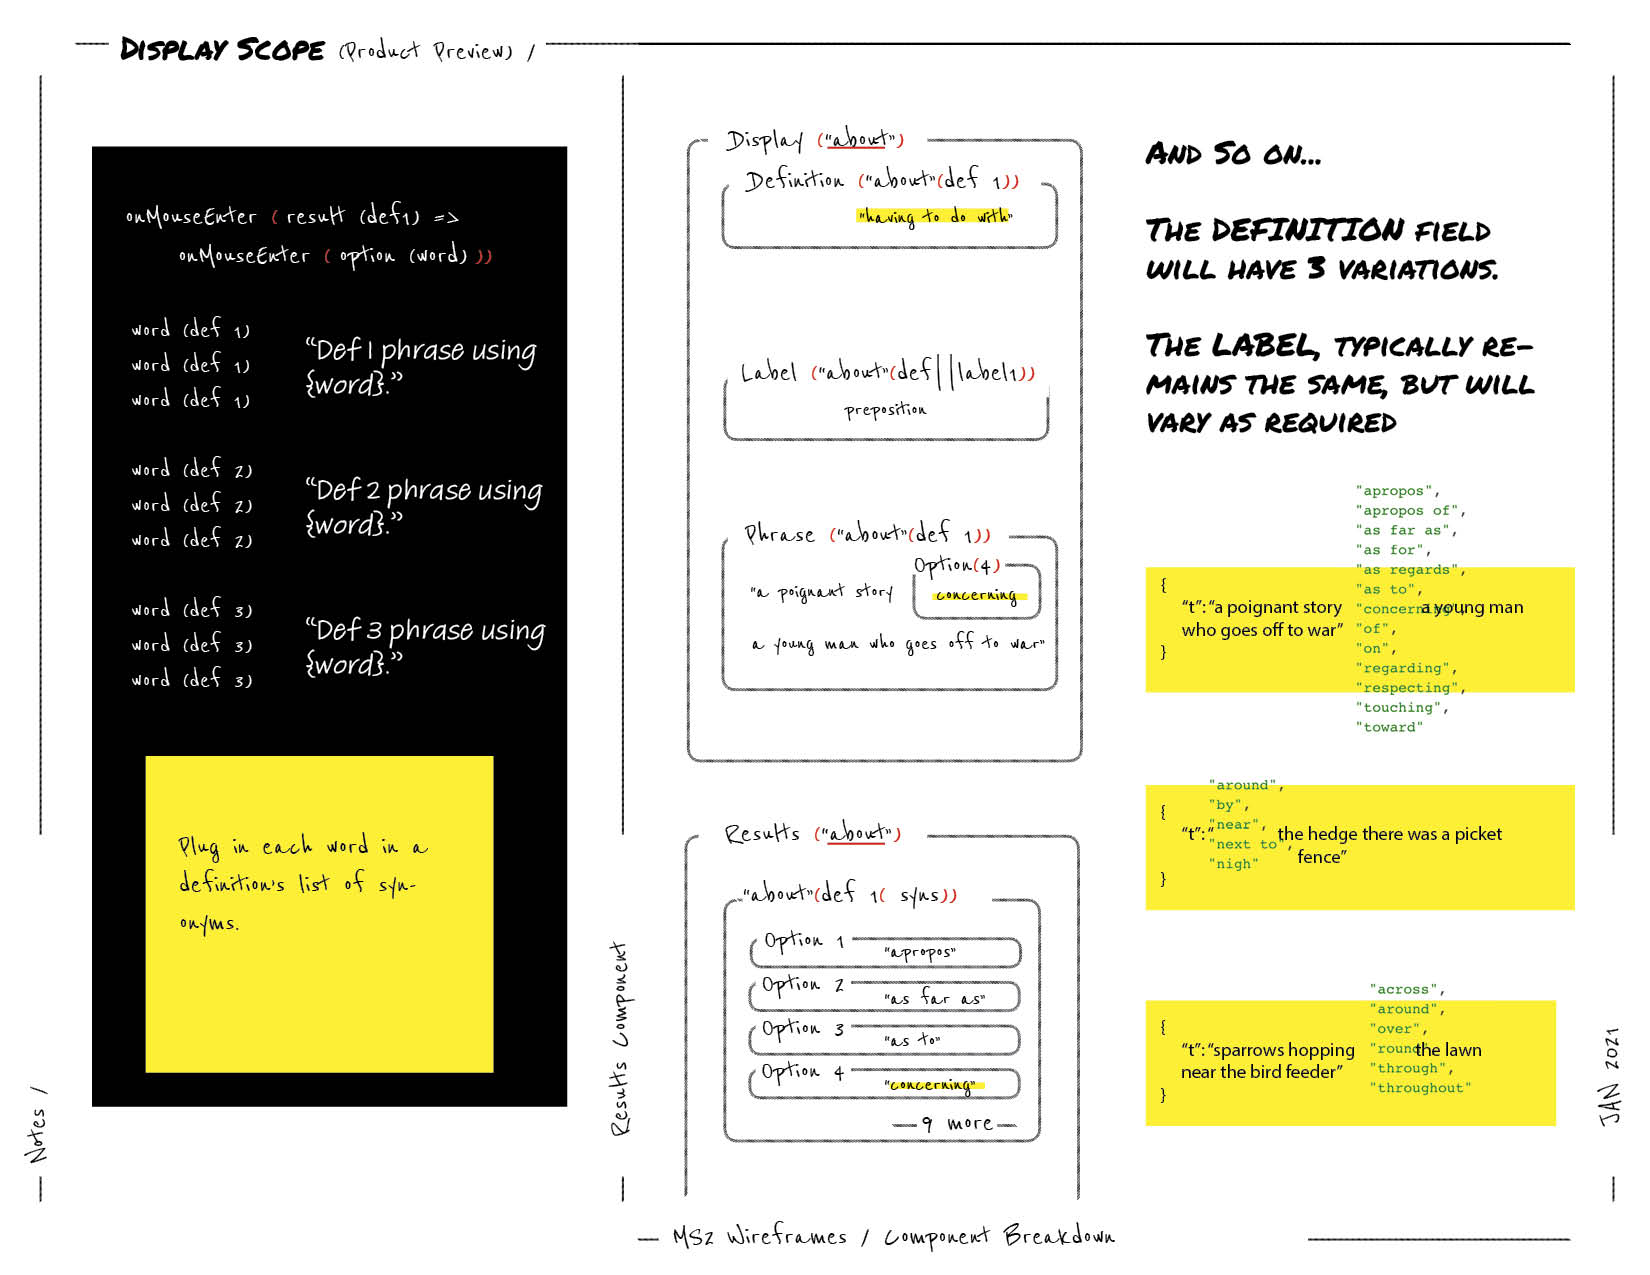 Display Scope (Product Preview) /
onMouseEnter ( result (def1) =>
onMouseEnter ( option (word) ))
word (def 1)
word (def 1)
word (def 1)
“Def 1 phrase using
{word}.”
word (def 2)
word (def 2)
word (def 2)
“Def 2 phrase using
{word}.”
word (def 3)
word (def 3)
word (def 3)
“Def 3 phrase using
{word}.”
Plug in each word in a
definition's list of syn-
onyms.
Notes /
Results Component
Display ("about")
Definition ("about"(def 1))
"having to do with"
Label ("about"(def||label1))
preposition
Phrase ("about"(def 1))
Option(4)
"a poignant story
concerning
a young man who goes off to war"
Results ("about")
"about"(def 1( syns))
Option 1
"apropos"
Option 2
"as far as"
Option 3
"as to"
Option 4
"concerning"
9 more
And So on...
The DEFINITION field
will have 3 variations.
The LABEL, typically re-
mains the same, but will
vary as required
"apropos",
"apropos of",
"as far as",
"as for",
"as regards",
"as to",
"concerning",
"of",
"on",
"regarding",
"respecting",
"touching",
"toward"
{
“t”: “a poignant story
a young man
who goes off to war”
}
"around",
"by",
"near",
"next to",
"nigh"
{
“t”: “
the hedge there was a picket
fence”
}
"across",
"around",
"over",
"round",
"through",
"throughout"
{
“t”: “sparrows hopping
the lawn
near the bird feeder”
}
JAN 2021
MS2 Wireframes / Component Breakdown